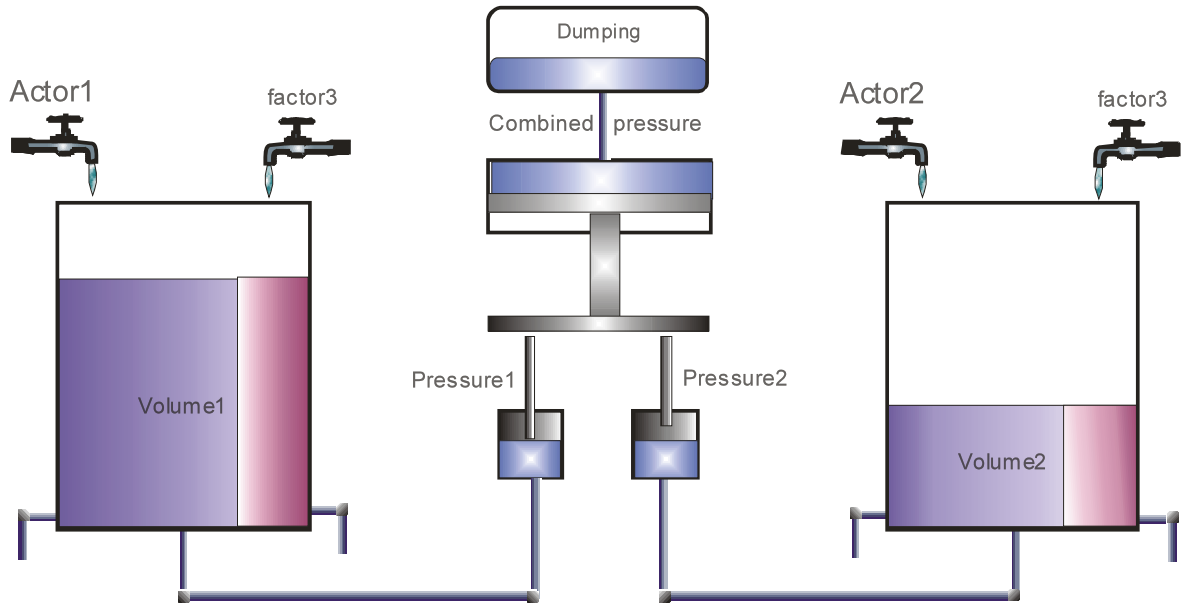 Dumping
Actor1
factor3
Combined pressure
Actor2
factor3
Pressure1
Pressure2
Volume1
Volume2